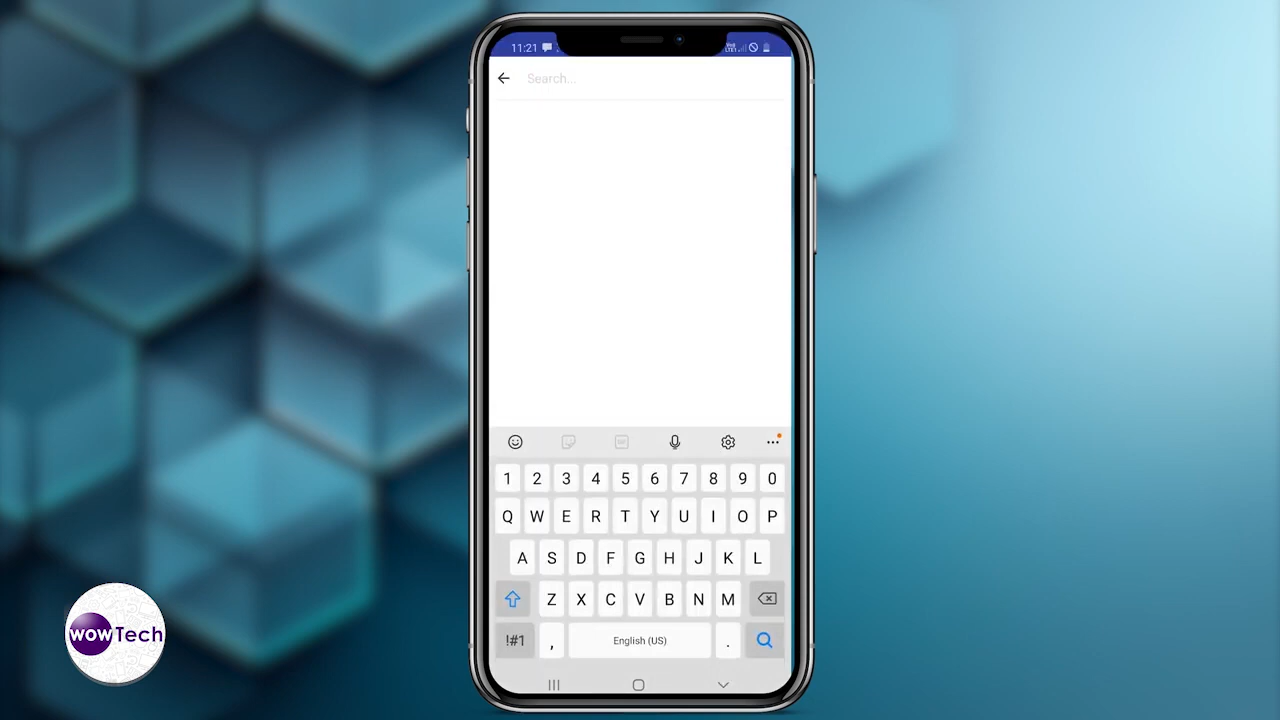 11:21
Search...
1 2 3 4 5 6 7 8 9 0
Q W E R T Y U I O P
A S D F G H J K L
Z X C V B N M
!#1 , English (US) .
wowTech